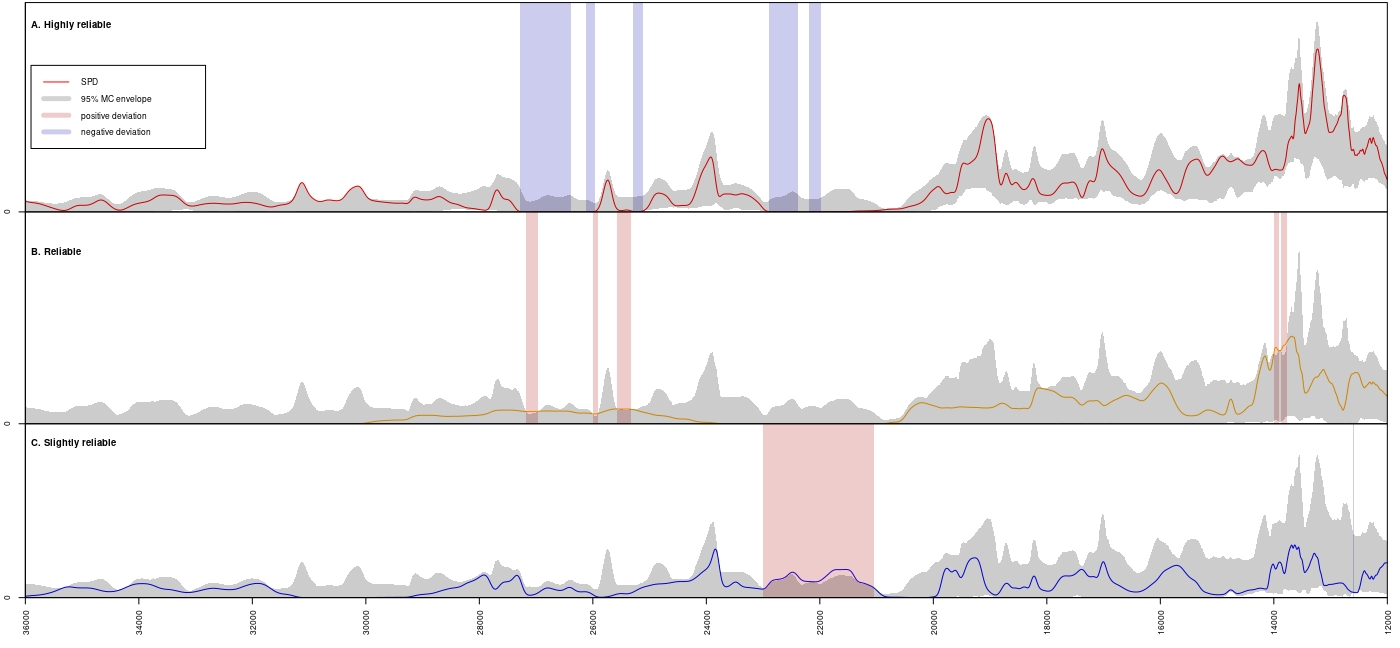 A. Highly reliable
SPD
95% MC envelope
positive deviation
negative deviation
0
B. Reliable
0
C. Slightly reliable
0
36000
34000
32000
30000
28000
26000
24000
22000
20000
18000
16000
14000
12000